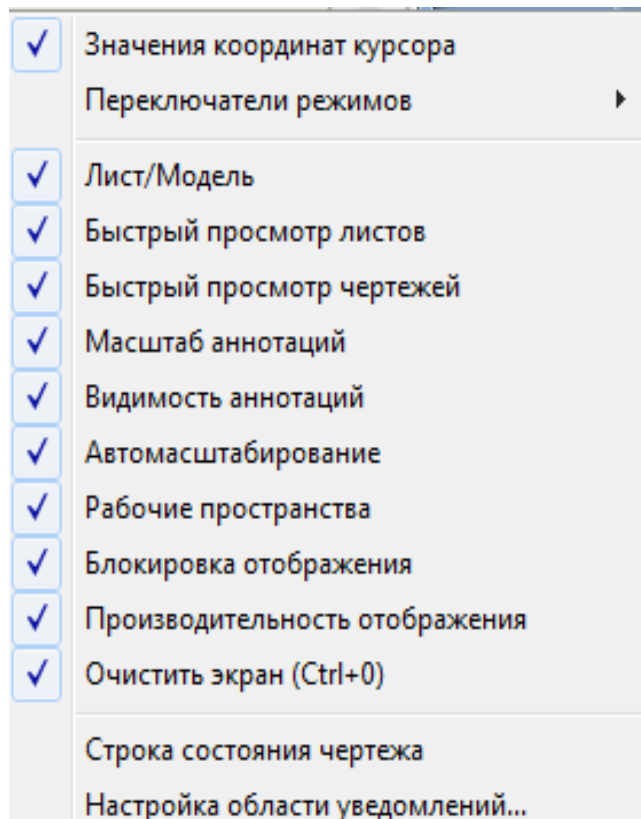 Значения координат курсора
Переключатели режимов
Лист/Модель
Быстрый просмотр листов
Быстрый просмотр чертежей
Масштаб аннотаций
Видимость аннотаций
Автомасштабирование
Рабочие пространства
Блокировка отображения
Производительность отображения
Очистить экран (Ctrl+0)
Строка состояния чертежа
Настройка области уведомлений...